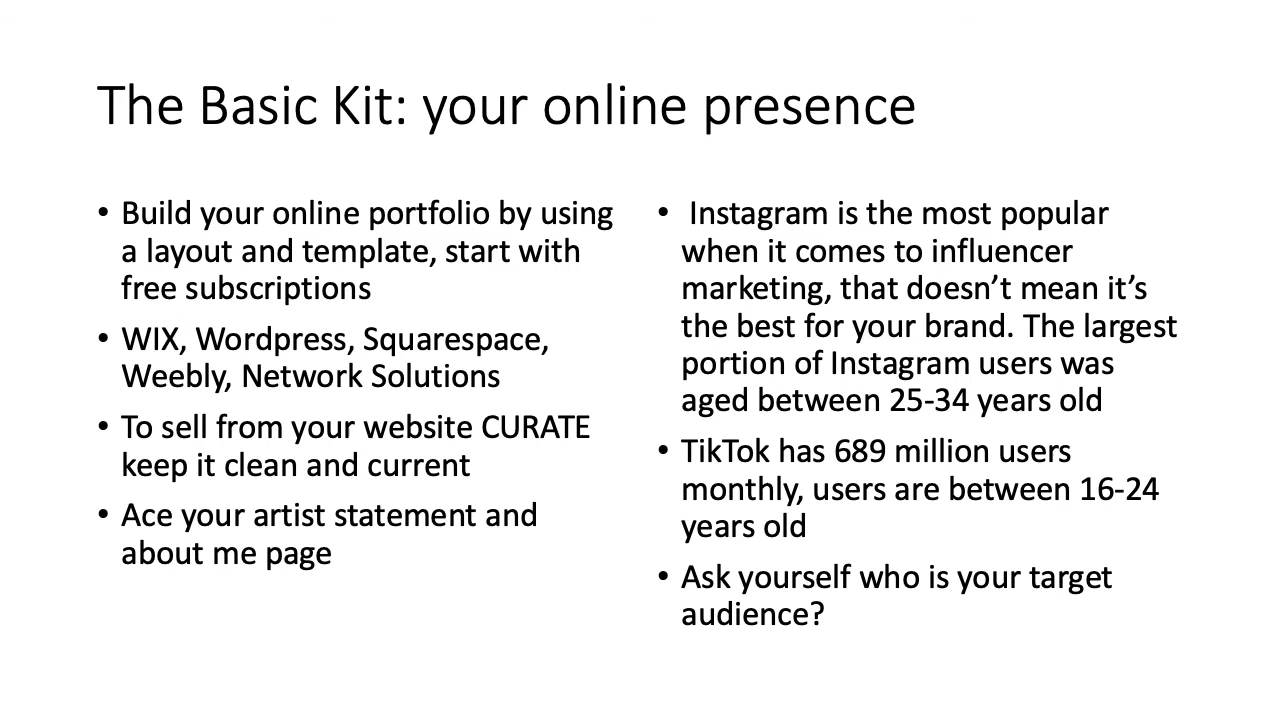 The Basic Kit: your online presence
• Build your online portfolio by using
a layout and template, start with
free subscriptions
• WIX, Wordpress, Squarespace,
Weebly, Network Solutions
• To sell from your website CURATE
keep it clean and current
• Ace your artist statement and
about me page
• Instagram is the most popular
when it comes to influencer
marketing, that doesn’t mean it’s
the best for your brand. The largest
portion of Instagram users was
aged between 25-34 years old
• TikTok has 689 million users
monthly, users are between 16-24
years old
• Ask yourself who is your target
audience?